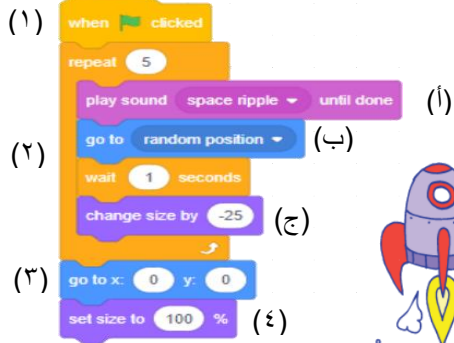 (١) when clicked
repeat 5
play sound space ripple until done (أ)
go to random position (ب)
(٢) wait 1 seconds
change size by -25 (ج)
(٣) go to x: 0 y: 0
set size to 100 % (٤)